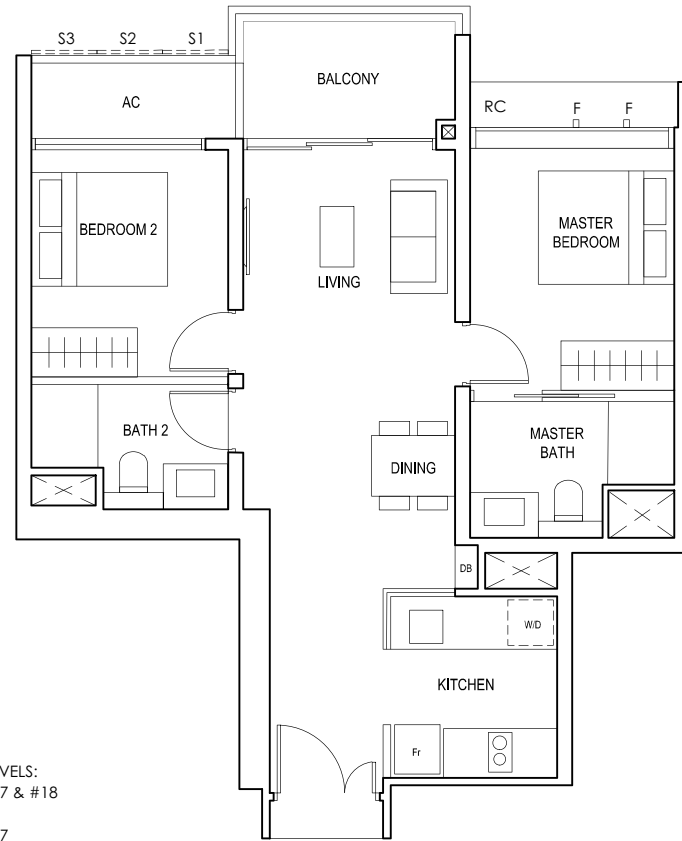 S3 S2 S1
BALCONY
AC
RC F F
BEDROOM 2
MASTER
BEDROOM
LIVING
BATH 2
MASTER
BATH
DINING
DB
W/D
KITCHEN
Fr
VELS:
7 & #18
7